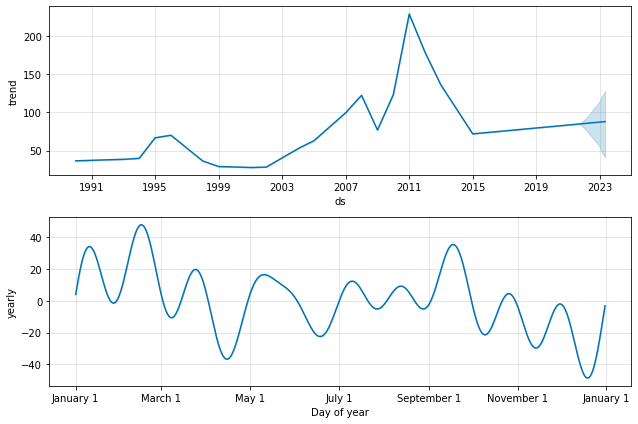 trend
200
150
100
50
1991 1995 1999 2003 2007 2011 2015 2019 2023
ds
yearly
40
20
0
−20
−40
January 1 March 1 May 1 July 1 September 1 November 1 January 1
Day of year